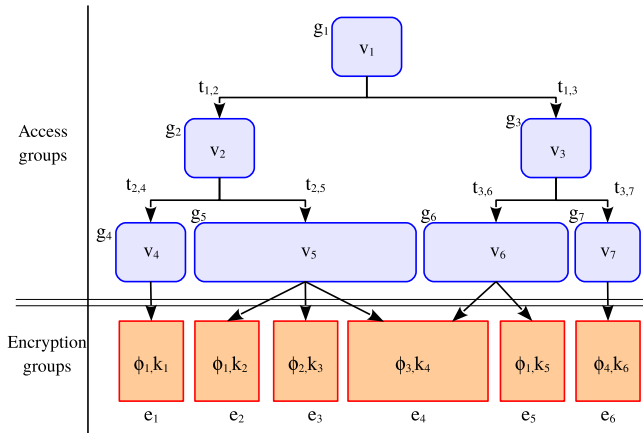 g₁
v₁
t₁,₂
t₁,₃
g₂
g₃
Access
groups
v₂
v₃
t₂,₄
t₂,₅
t₃,₆
t₃,₇
g₄
g₅
g₆
g₇
v₄
v₅
v₆
v₇
Encryption
groups
ϕ₁,k₁
ϕ₁,k₂
ϕ₂,k₃
ϕ₃,k₄
ϕ₁,k₅
ϕ₄,k₆
e₁
e₂
e₃
e₄
e₅
e₆